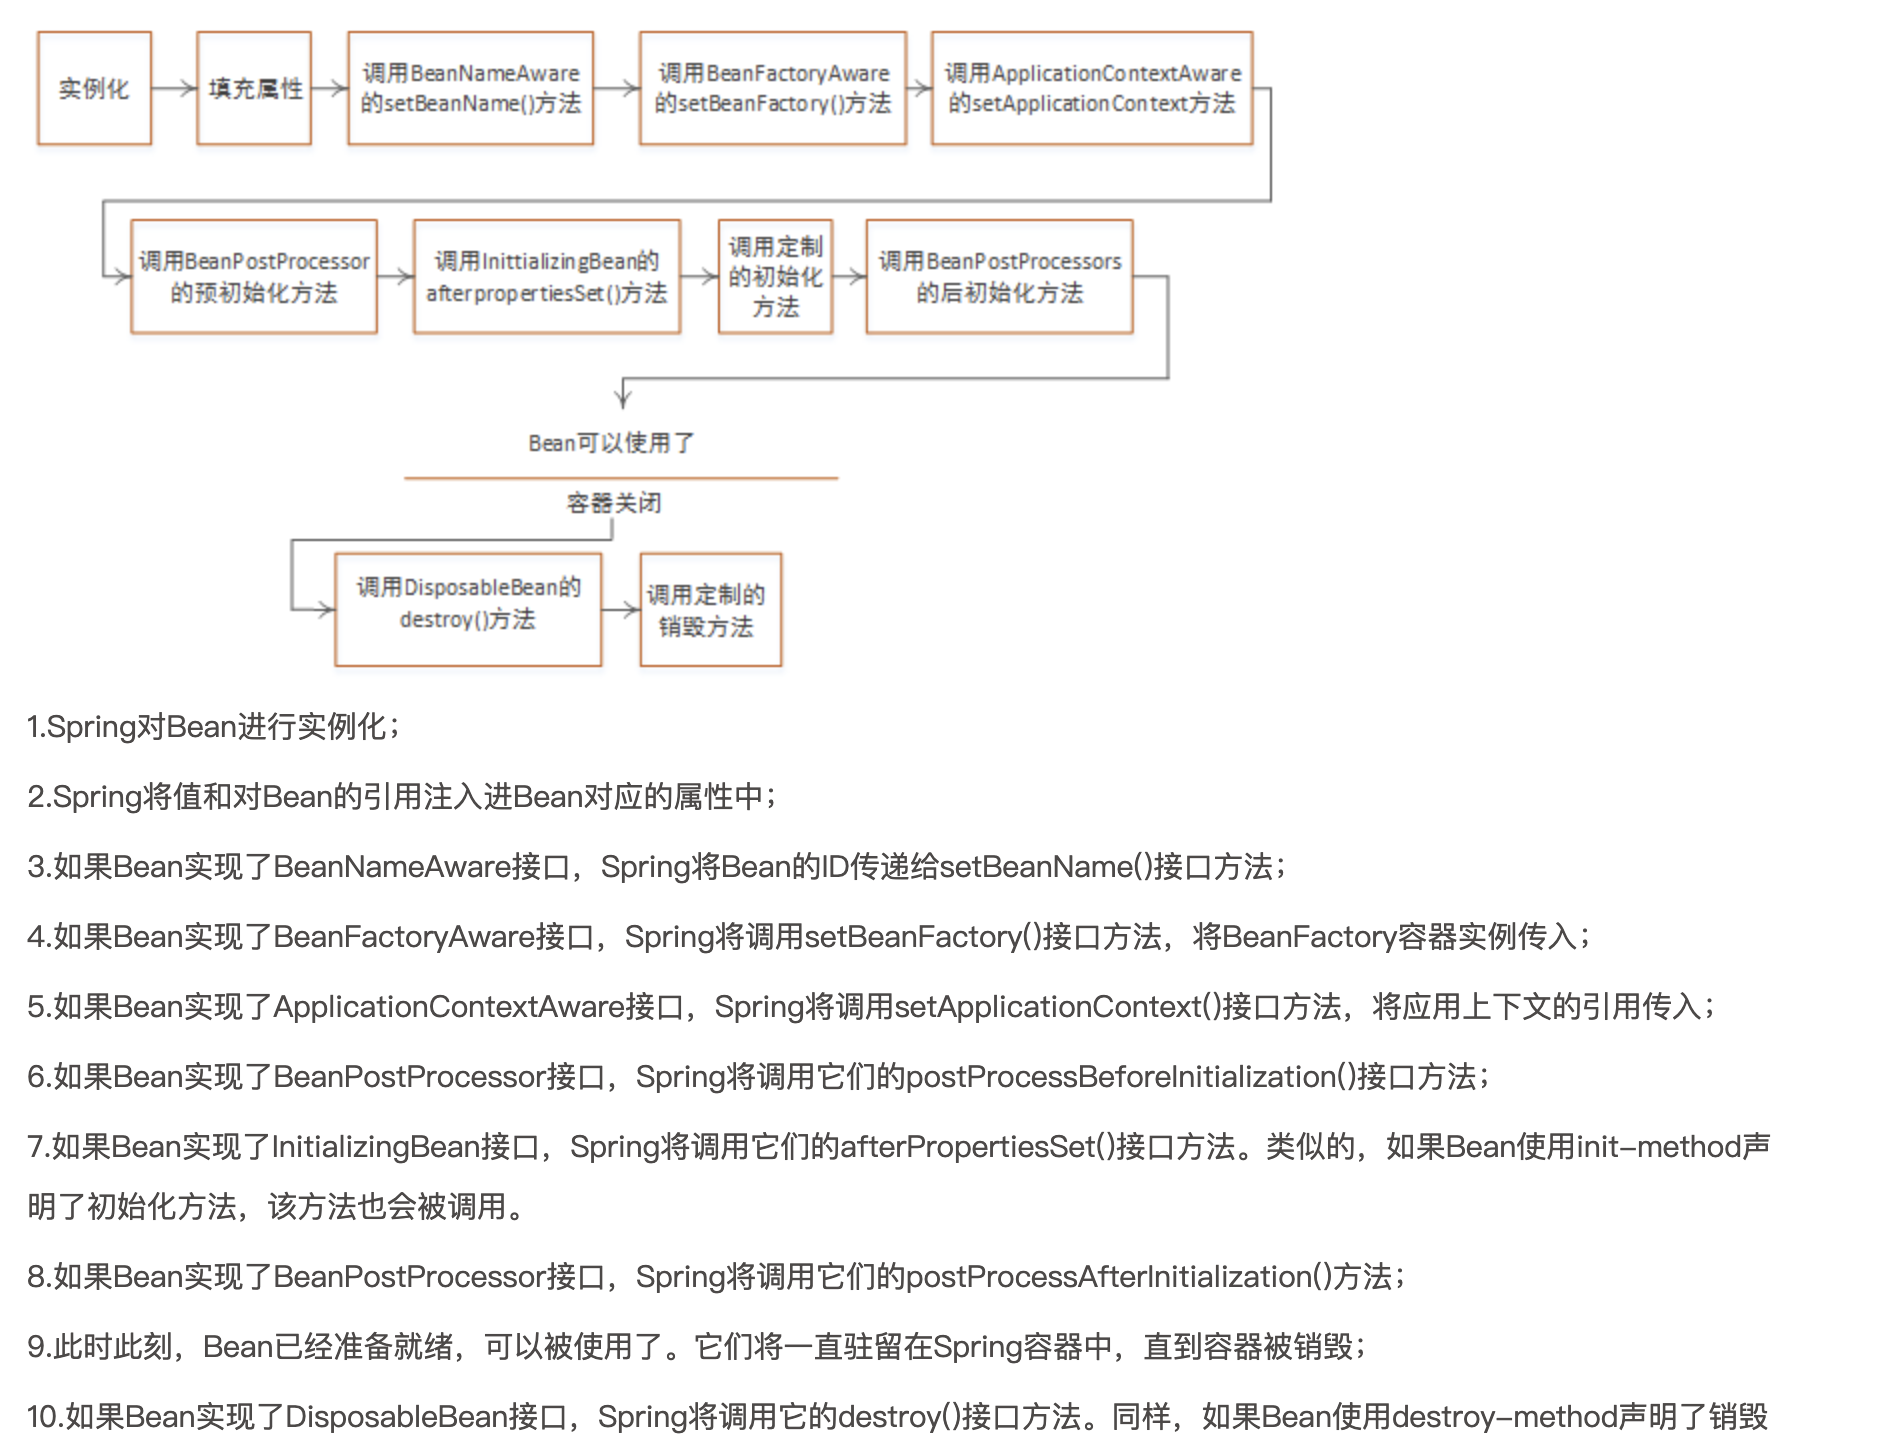 实例化
填充属性
调用BeanNameAware
的setBeanName()方法
调用BeanFactoryAware
的setBeanFactory()方法
调用ApplicationContextAware
的setApplicationContext方法
调用BeanPostProcessor
的预初始化方法
调用InittializingBean的
afterpropertiesSet()方法
调用定制
的初始化
方法
调用BeanPostProcessors
的后初始化方法
Bean可以使用了
容器关闭
调用DisposableBean的
destroy()方法
调用定制的
销毁方法
1.Spring对Bean进行实例化；
2.Spring将值和对Bean的引用注入进Bean对应的属性中；
3.如果Bean实现了BeanNameAware接口，Spring将Bean的ID传递给setBeanName()接口方法；
4.如果Bean实现了BeanFactoryAware接口，Spring将调用setBeanFactory()接口方法，将BeanFactory容器实例传入；
5.如果Bean实现了ApplicationContextAware接口，Spring将调用setApplicationContext()接口方法，将应用上下文的引用传入；
6.如果Bean实现了BeanPostProcessor接口，Spring将调用它们的postProcessBeforeInitialization()接口方法；
7.如果Bean实现了InitializingBean接口，Spring将调用它们的afterPropertiesSet()接口方法。类似的，如果Bean使用init-method声
明了初始化方法，该方法也会被调用。
8.如果Bean实现了BeanPostProcessor接口，Spring将调用它们的postProcessAfterInitialization()方法；
9.此时此刻，Bean已经准备就绪，可以被使用了。它们将一直驻留在Spring容器中，直到容器被销毁；
10.如果Bean实现了DisposableBean接口，Spring将调用它的destroy()接口方法。同样，如果Bean使用destroy-method声明了销毁